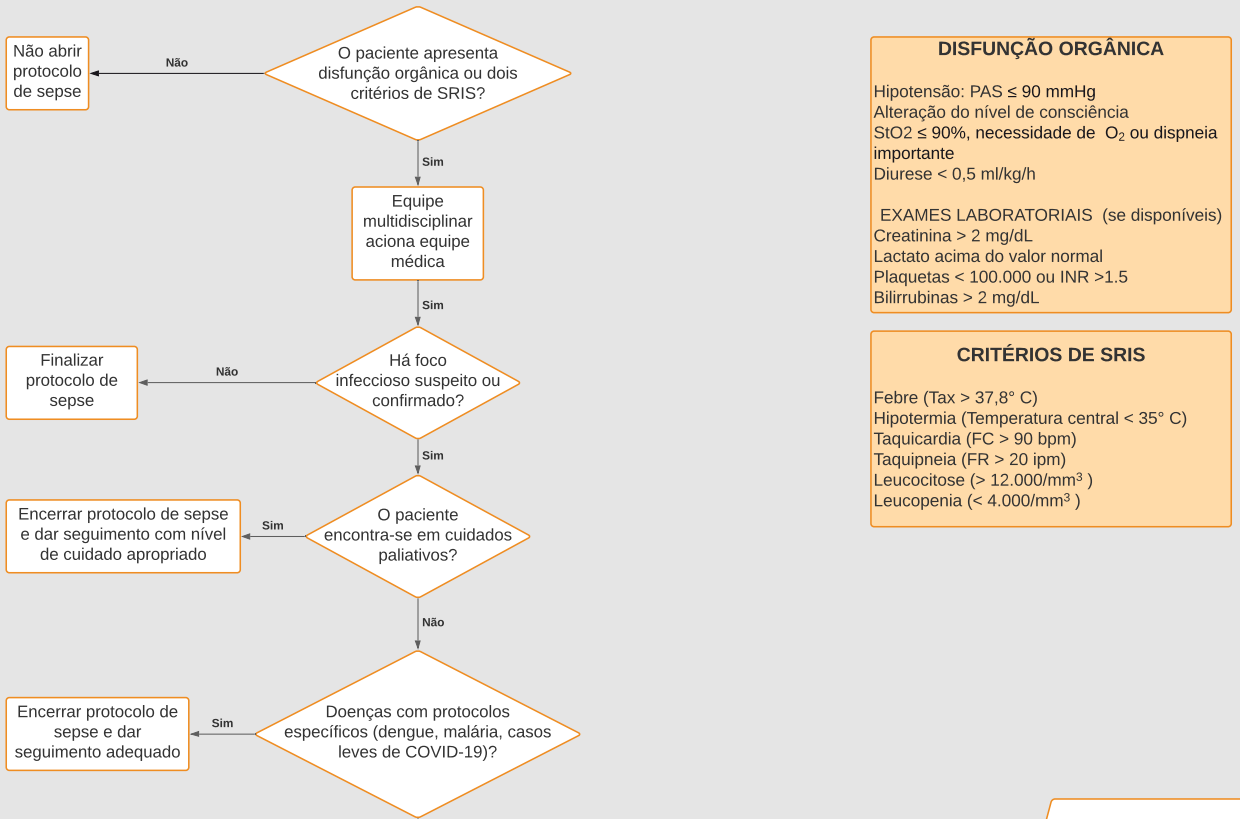 O paciente apresenta
disfunção orgânica ou dois
critérios de SRIS?
Não
Não abrir
protocolo
de sepse
Sim
Equipe
multidisciplinar
aciona equipe
médica
Sim
Há foco
infeccioso suspeito ou
confirmado?
Não
Finalizar
protocolo de
sepse
Sim
O paciente
encontra-se em cuidados
paliativos?
Sim
Encerrar protocolo de sepse
e dar seguimento com nível
de cuidado apropriado
Não
Doenças com protocolos
específicos (dengue, malária, casos
leves de COVID-19)?
Sim
Encerrar protocolo de
sepse e dar
seguimento adequado
DISFUNÇÃO ORGÂNICA
Hipotensão: PAS ≤ 90 mmHg
Alteração do nível de consciência
StO2 ≤ 90%, necessidade de O₂ ou dispneia
importante
Diurese < 0,5 ml/kg/h
EXAMES LABORATORIAIS (se disponíveis)
Creatinina > 2 mg/dL
Lactato acima do valor normal
Plaquetas < 100.000 ou INR >1.5
Bilirrubinas > 2 mg/dL
CRITÉRIOS DE SRIS
Febre (Tax > 37,8° C)
Hipotermia (Temperatura central < 35° C)
Taquicardia (FC > 90 bpm)
Taquipneia (FR > 20 ipm)
Leucocitose (> 12.000/mm³ )
Leucopenia (< 4.000/mm³ )